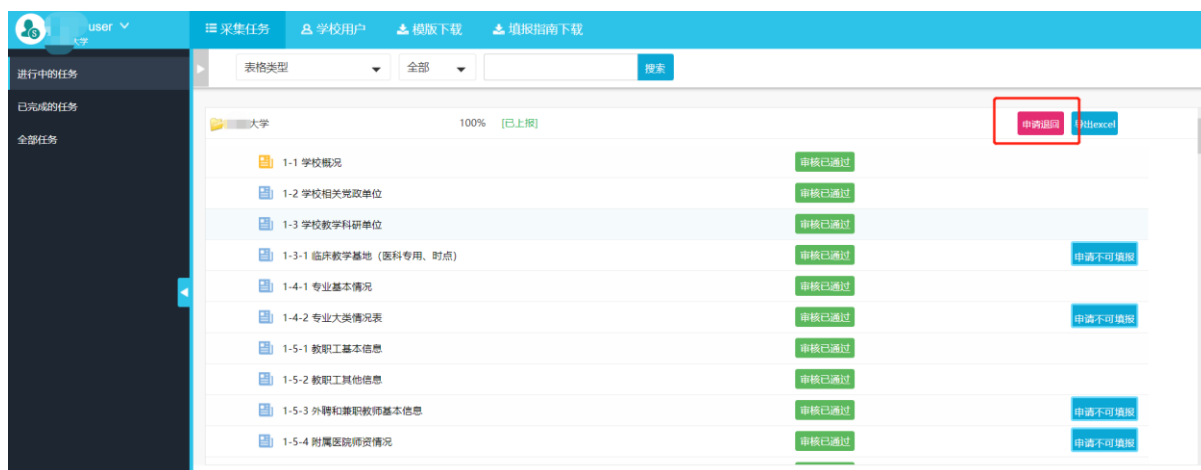 user
大学
采集任务 学校用户 模版下载 填报指南下载
进行中的任务
已完成的任务
全部任务
表格类型 全部 搜索
大学 100% [已上报] 申请退回 导出excel
1-1 学校概况 审核已通过
1-2 学校相关党政单位 审核已通过
1-3 学校教学科研单位 审核已通过
1-3-1 临床教学基地（医科专用、时点） 审核已通过 申请不可填报
1-4-1 专业基本情况 审核已通过
1-4-2 专业大类情况表 审核已通过 申请不可填报
1-5-1 教职工基本信息 审核已通过
1-5-2 教职工其他信息 审核已通过
1-5-3 外聘和兼职教师基本信息 审核已通过 申请不可填报
1-5-4 附属医院师资情况 审核已通过 申请不可填报